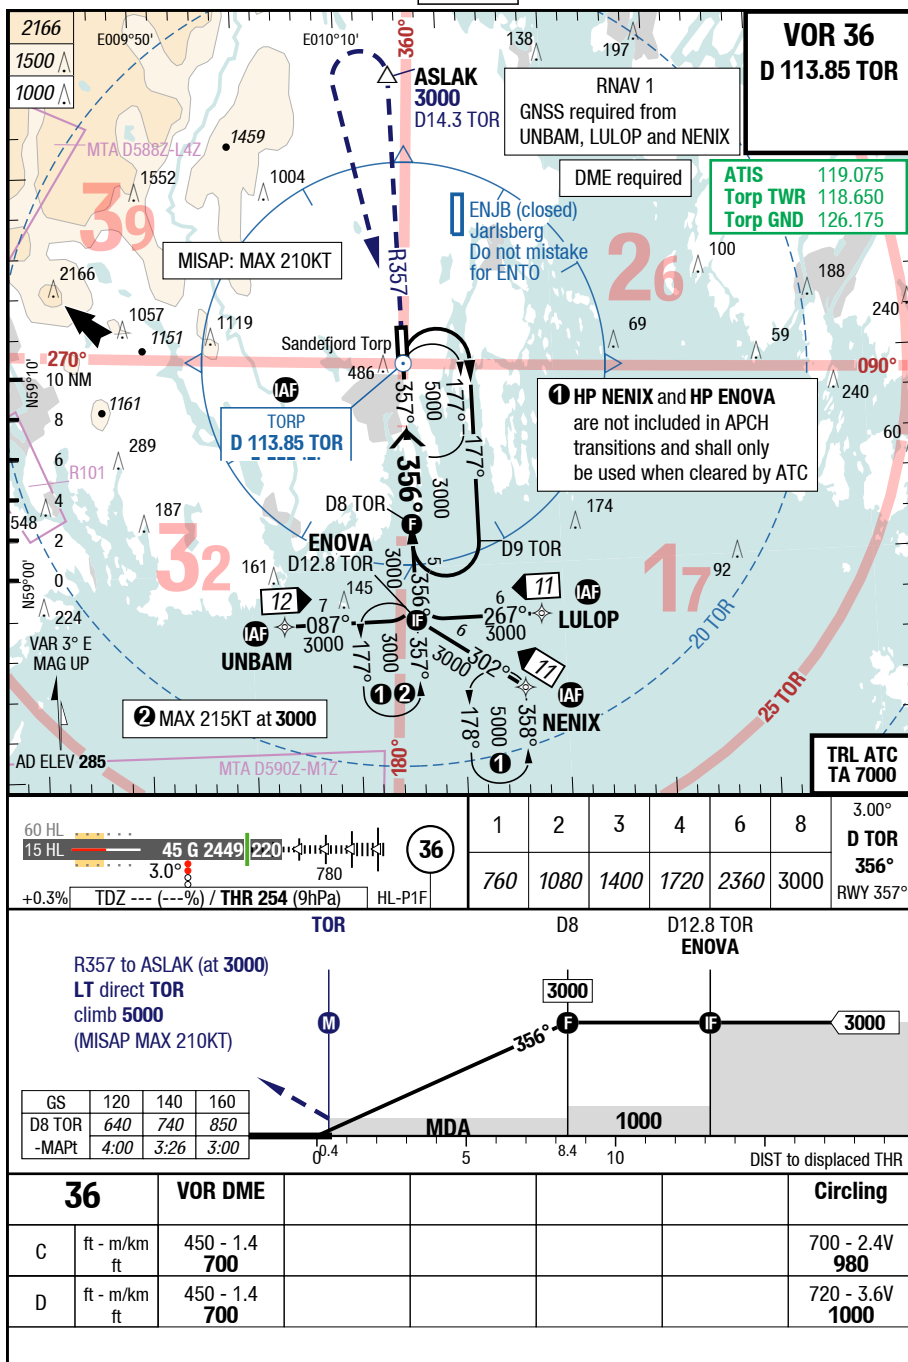 2166
1500
1000
E009°50'
E010°10'
360°
138
197
VOR 36
D 113.85 TOR
ASLAK
3000
D14.3 TOR
RNAV 1
GNSS required from
UNBAM, LULOP and NENIX
MTA D588Z-L4Z
1459
1552
1004
39
DME required
ATIS 119.075
Torp TWR 118.650
Torp GND 126.175
ENJB (closed)
Jarlsberg
Do not mistake
for ENTO
MISAP: MAX 210KT
R357
26
100
188
2166
1057
1151
1119
240
69
59
Sandefjord Torp
486
270°
090°
N59°10'
10 NM
8
6
4
2
0
N59°00'
1161
IAF
TORP
D 113.85 TOR
357°
5000
177°
177°
240
60
1 HP NENIX and HP ENOVA
are not included in APCH
transitions and shall only
be used when cleared by ATC
289
R101
548
187
356°
3000
D8 TOR
F
174
32
17
ENOVA
D12.8 TOR
D9 TOR
92
161
145
12
7
087°
3000
3000
5
356°
IF
6
267°
3000
11
IAF
LULOP
224
IAF
UNBAM
20 TOR
VAR 3° E
MAG UP
177°
3000
357°
1 2
6
3000
302°
11
IAF
NENIX
178°
5000
358°
1
25 TOR
2 MAX 215KT at 3000
180°
AD ELEV 285
MTA D590Z-M1Z
TRL ATC
TA 7000
60 HL
15 HL
45 G 2449 220
780
3.0°
+0.3%
TDZ --- (---%) / THR 254 (9hPa)
HL-P1F
36
1 2 3 4 6 8
760 1080 1400 1720 2360 3000
3.00°
D TOR
356°
RWY 357°
TOR
D8
D12.8 TOR
ENOVA
R357 to ASLAK (at 3000)
LT direct TOR
climb 5000
(MISAP MAX 210KT)
3000
M
F
IF
3000
356°
GS 120 140 160
D8 TOR 640 740 850
-MAPt 4:00 3:26 3:00
MDA
1000
0 0.4 5 8.4 10
DIST to displaced THR
36 VOR DME Circling
C ft - m/km 450 - 1.4 700 - 2.4V
ft 700 980
D ft - m/km 450 - 1.4 720 - 3.6V
ft 700 1000